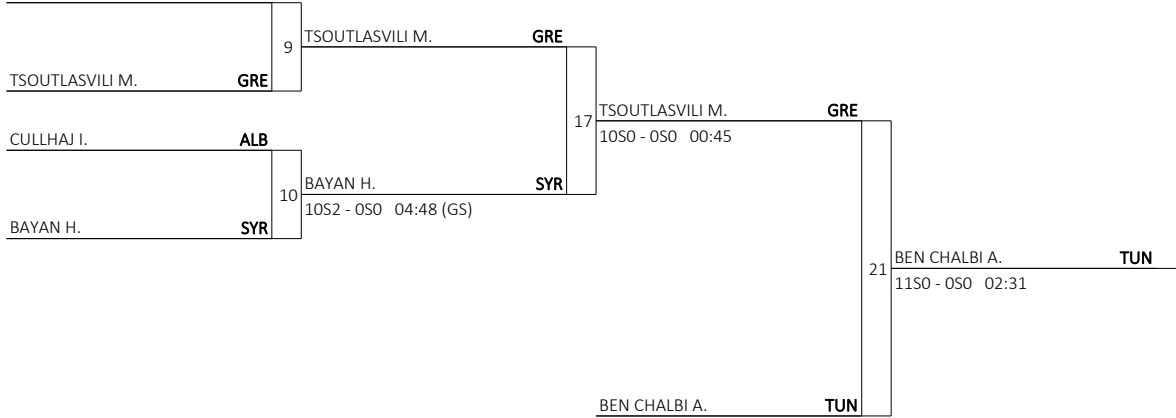 9
TSOUTLASVILI M. GRE
TSOUTLASVILI M. GRE
CULLHAJ I. ALB
10
BAYAN H. SYR
BAYAN H. SYR
10S2 - 0S0 04:48 (GS)
17
TSOUTLASVILI M. GRE
10S0 - 0S0 00:45
21
BEN CHALBI A. TUN
11S0 - 0S0 02:31
BEN CHALBI A. TUN